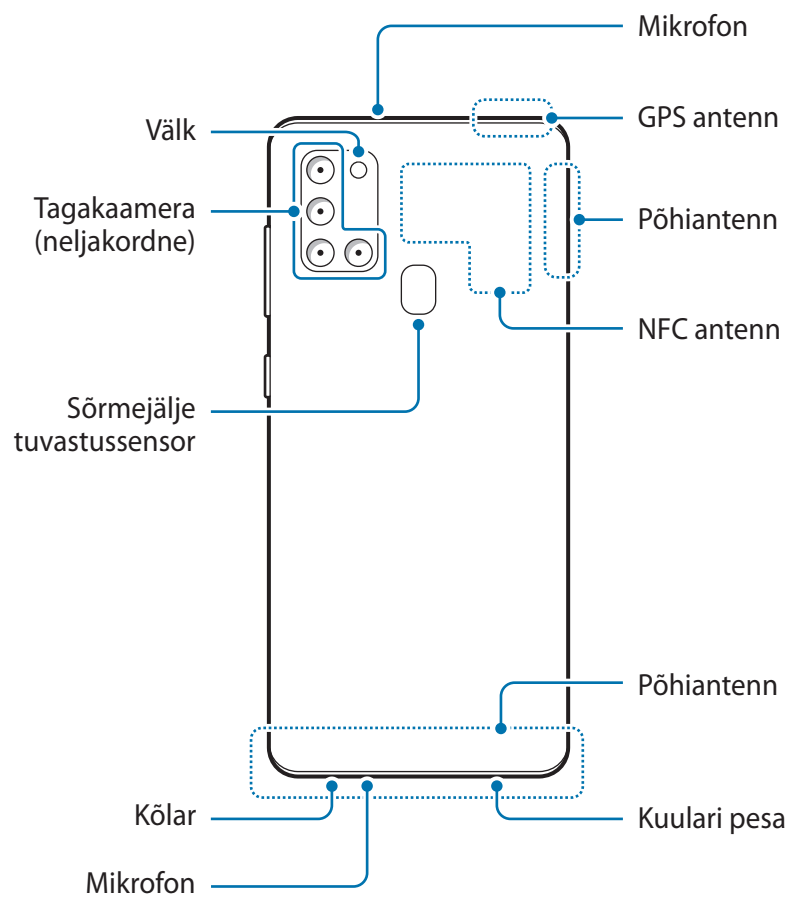 Mikrofon
GPS antenn
Välk
Tagakaamera
(neljakordne)
Põhiantenn
NFC antenn
Sõrmejälje
tuvastussensor
Põhiantenn
Kõlar
Kuulari pesa
Mikrofon